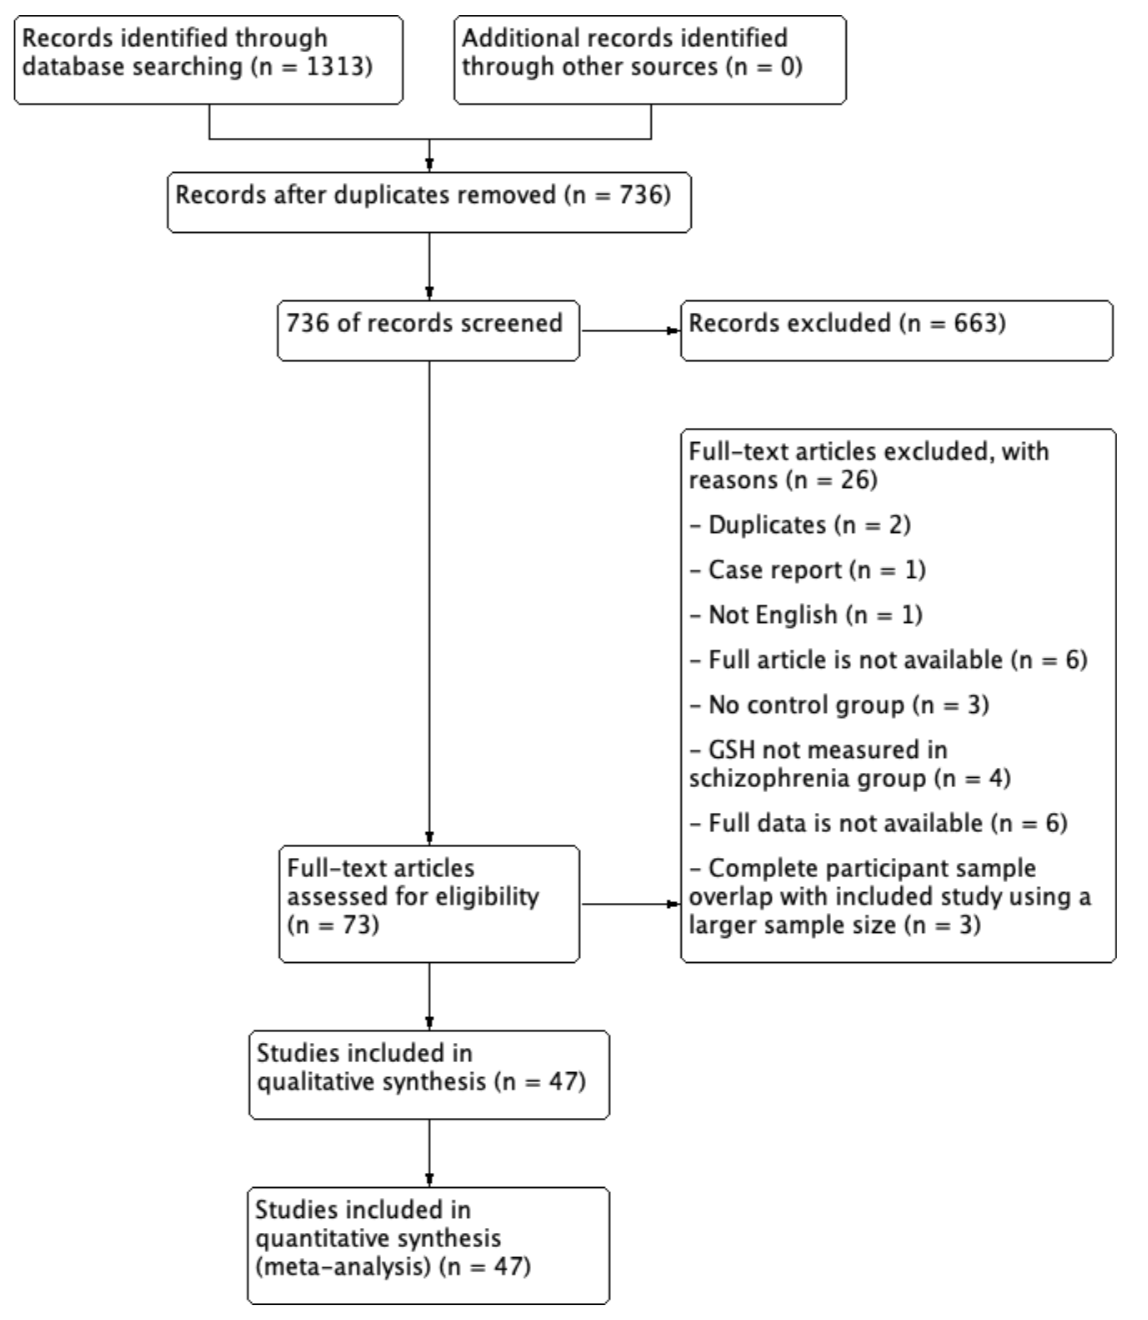 Records identified through
database searching (n = 1313)
Additional records identified
through other sources (n = 0)
Records after duplicates removed (n = 736)
736 of records screened
Records excluded (n = 663)
Full-text articles excluded, with
reasons (n = 26)
- Duplicates (n = 2)
- Case report (n = 1)
- Not English (n = 1)
- Full article is not available (n = 6)
- No control group (n = 3)
- GSH not measured in
schizophrenia group (n = 4)
- Full data is not available (n = 6)
- Complete participant sample
overlap with included study using a
larger sample size (n = 3)
Full-text articles
assessed for eligibility
(n = 73)
Studies included in
qualitative synthesis (n = 47)
Studies included in
quantitative synthesis
(meta-analysis) (n = 47)